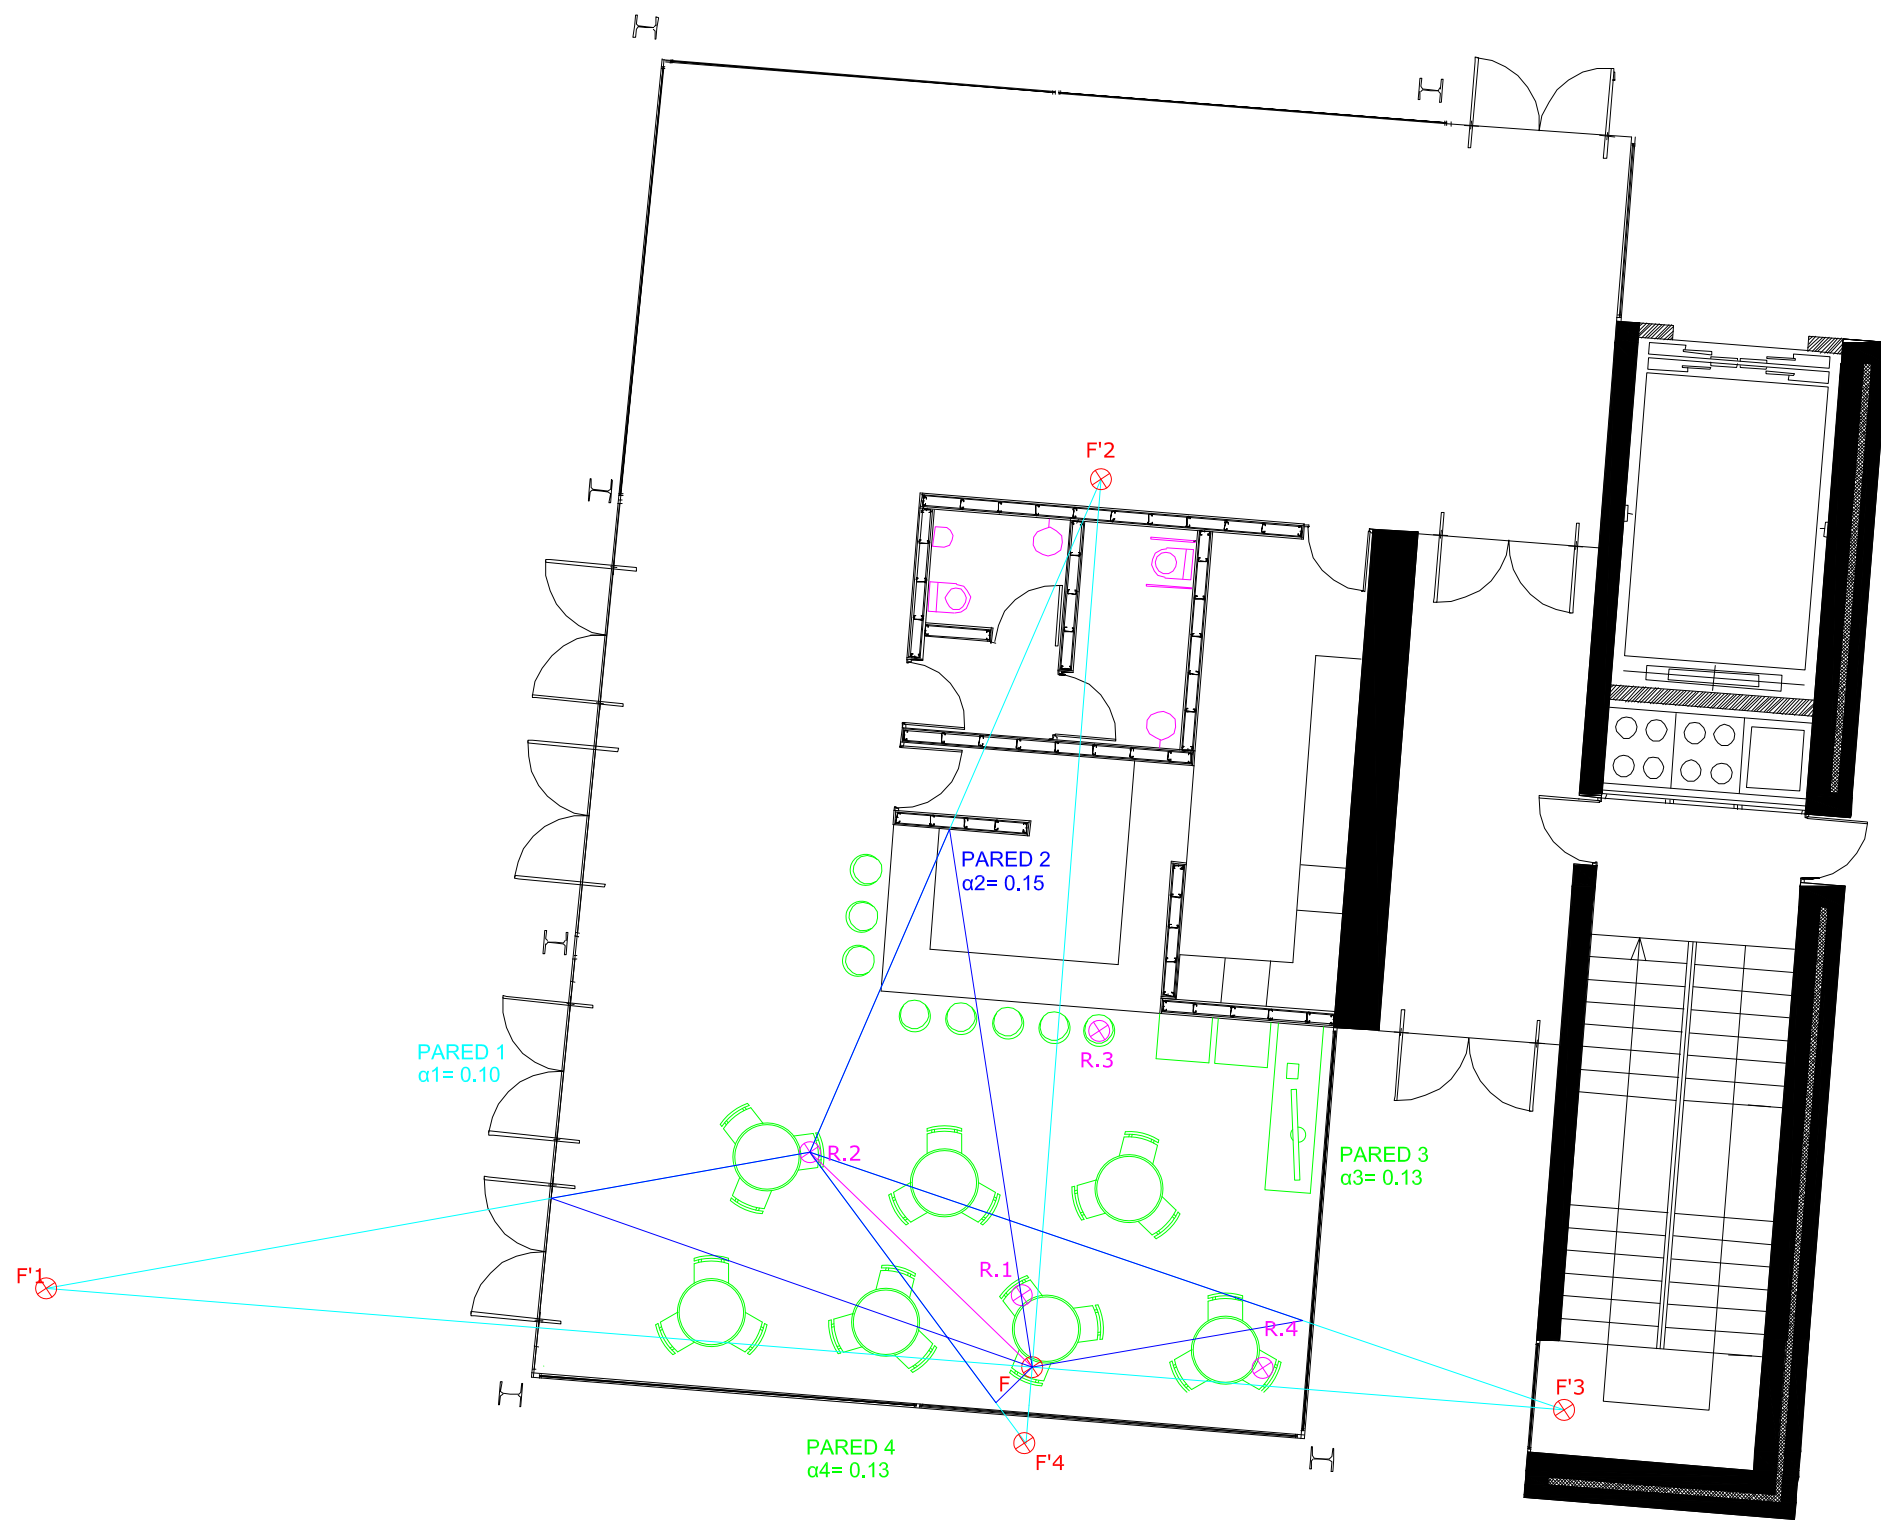 F'2
PARED 2
α2= 0.15
R.3
PARED 1
α1= 0.10
R.2
PARED 3
α3= 0.13
R.1
F'1
R.4
F
F'3
PARED 4
α4= 0.13
F'4